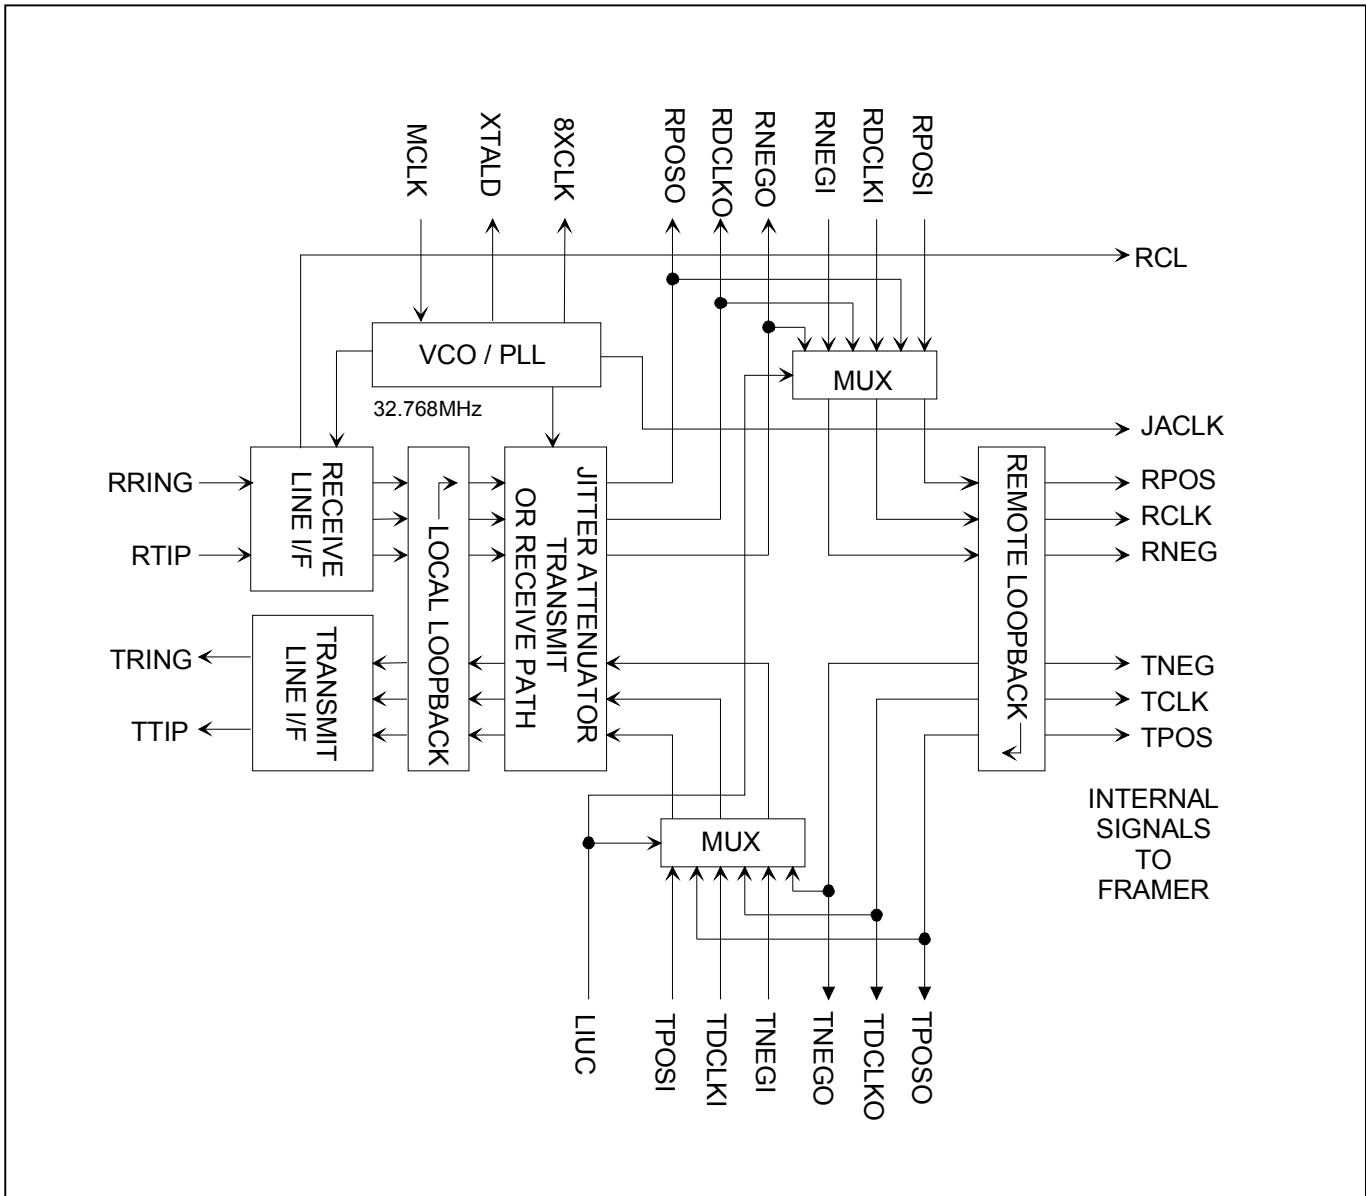 MCLK
XTALD
8XCLK
RPOSO
RDCLKO
RNEGO
RNEGI
RDCLKI
RPOSI
RCL
VCO / PLL
32.768MHz
MUX
JACLK
RRING
RTIP
RECEIVE
LINE I/F
LOCAL LOOPBACK
JITTER ATTENUATOR
TRANSMIT
OR RECEIVE PATH
REMOTE LOOPBACK
RPOS
RCLK
RNEG
TRING
TTIP
TRANSMIT
LINE I/F
TNEG
TCLK
TPOS
INTERNAL
SIGNALS
TO
FRAMER
MUX
LIUC
TPOSI
TDCLKI
TNEGI
TNEGO
TDCLKO
TPOSO